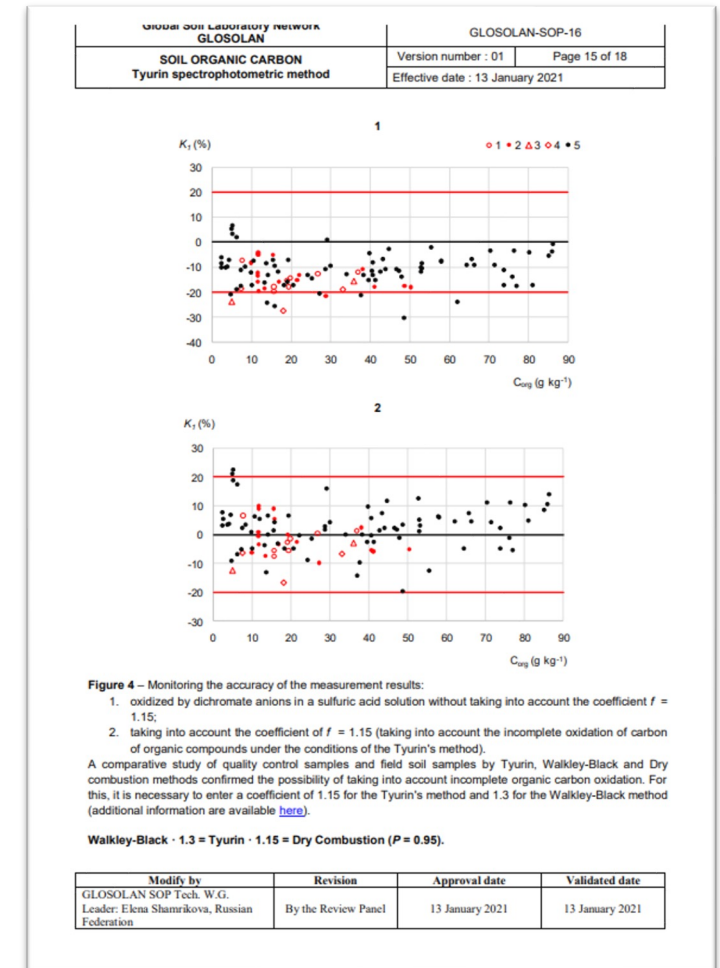 Global Soil Laboratory Network
GLOSOLAN
GLOSOLAN-SOP-16
SOIL ORGANIC CARBON
Tyurin spectrophotometric method
Version number : 01
Page 15 of 18
Effective date : 13 January 2021
1
K, (%)
1 2 3 4 5
30
20
10
0
-10
-20
-30
-40
0 10 20 30 40 50 60 70 80 90
Corg (g kg-1)
2
K, (%)
30
20
10
0
-10
-20
-30
0 10 20 30 40 50 60 70 80 90
Corg (g kg-1)
Figure 4 – Monitoring the accuracy of the measurement results:
1. oxidized by dichromate anions in a sulfuric acid solution without taking into account the coefficient f =
1.15;
2. taking into account the coefficient of f = 1.15 (taking into account the incomplete oxidation of carbon
of organic compounds under the conditions of the Tyurin's method).
A comparative study of quality control samples and field soil samples by Tyurin, Walkley-Black and Dry
combustion methods confirmed the possibility of taking into account incomplete organic carbon oxidation. For
this, it is necessary to enter a coefficient of 1.15 for the Tyurin's method and 1.3 for the Walkley-Black method
(additional information are available here).
Walkley-Black · 1.3 = Tyurin · 1.15 = Dry Combustion (P = 0.95).
Modify by Revision Approval date Validated date
GLOSOLAN SOP Tech. W.G.
Leader: Elena Shamrikova, Russian
Federation
By the Review Panel
13 January 2021
13 January 2021